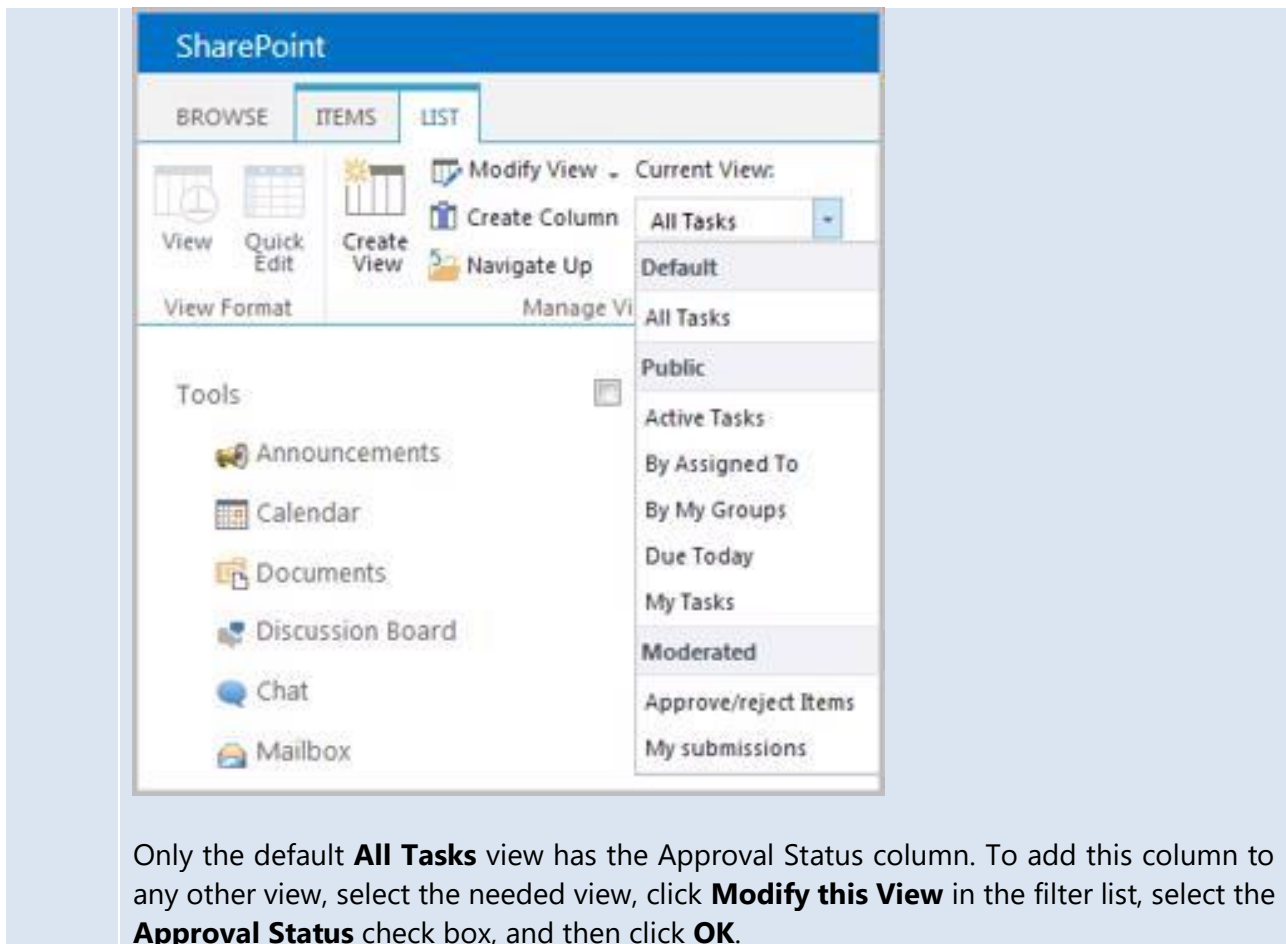 SharePoint
BROWSE ITEMS LIST
View
Quick Edit
View Format
Create View
Modify View
Create Column
Navigate Up
Manage Vi
Current View:
All Tasks
Default
All Tasks
Public
Active Tasks
By Assigned To
By My Groups
Due Today
My Tasks
Moderated
Approve/reject Items
My submissions
Tools
Announcements
Calendar
Documents
Discussion Board
Chat
Mailbox
Only the default All Tasks view has the Approval Status column. To add this column to
any other view, select the needed view, click Modify this View in the filter list, select the
Approval Status check box, and then click OK.